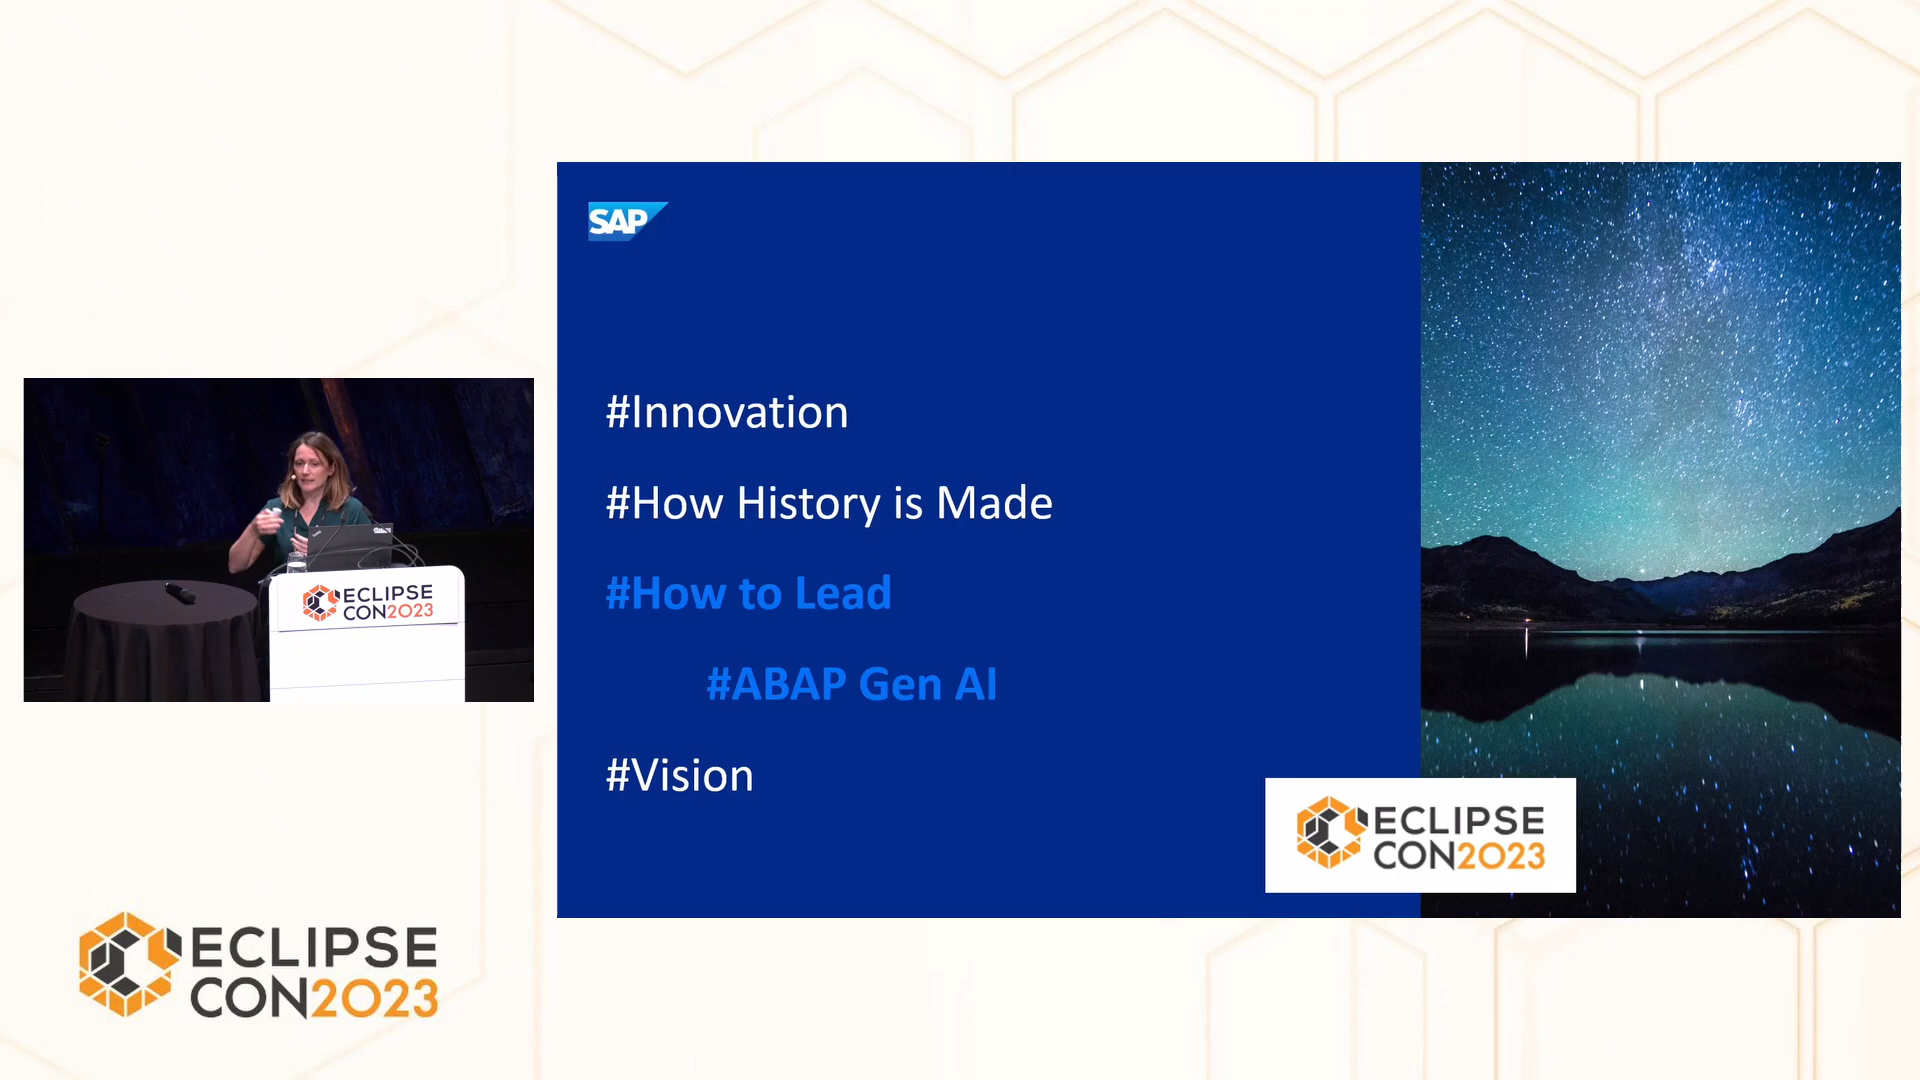 SAP
#Innovation
#How History is Made
#How to Lead
#ABAP Gen AI
#Vision
ECLIPSE
CON2023
ECLIPSE
CON2023
ECLIPSE
CON2023